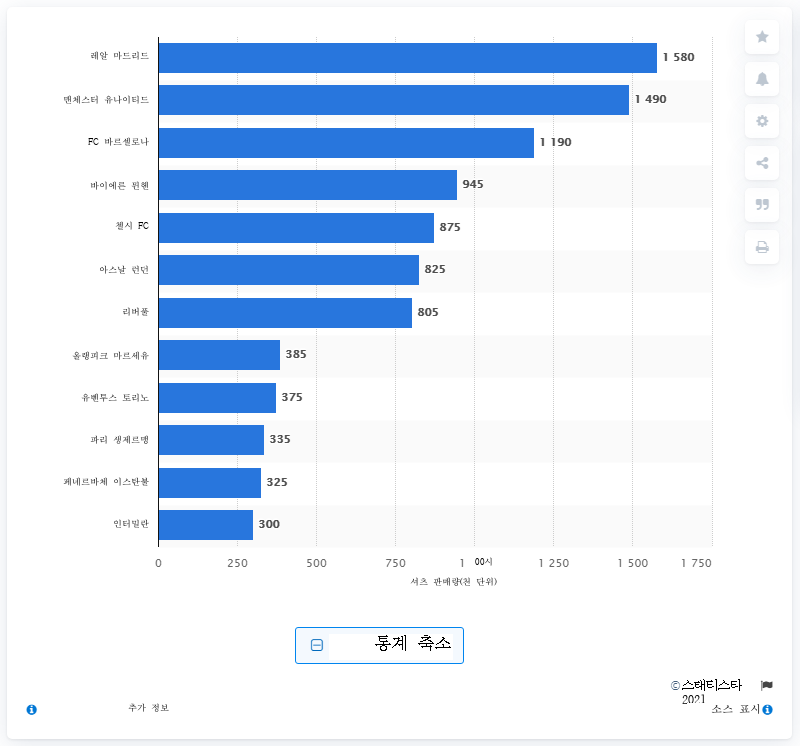 레알 마드리드
1 580
맨체스터 유나이티드
1 490
FC 바르셀로나
1 190
바이에른 뮌헨
945
첼시 FC
875
아스날 런던
825
리버풀
805
올랭피크 마르세유
385
유벤투스 토리노
375
파리 생제르맹
335
페네르바체 이스탄불
325
인터밀란
300
0 250 500 750 1 00시 1 250 1 500 1 750
셔츠 판매량(천 단위)
통계 축소
© 스태티스타
2021
추가 정보
소스 표시